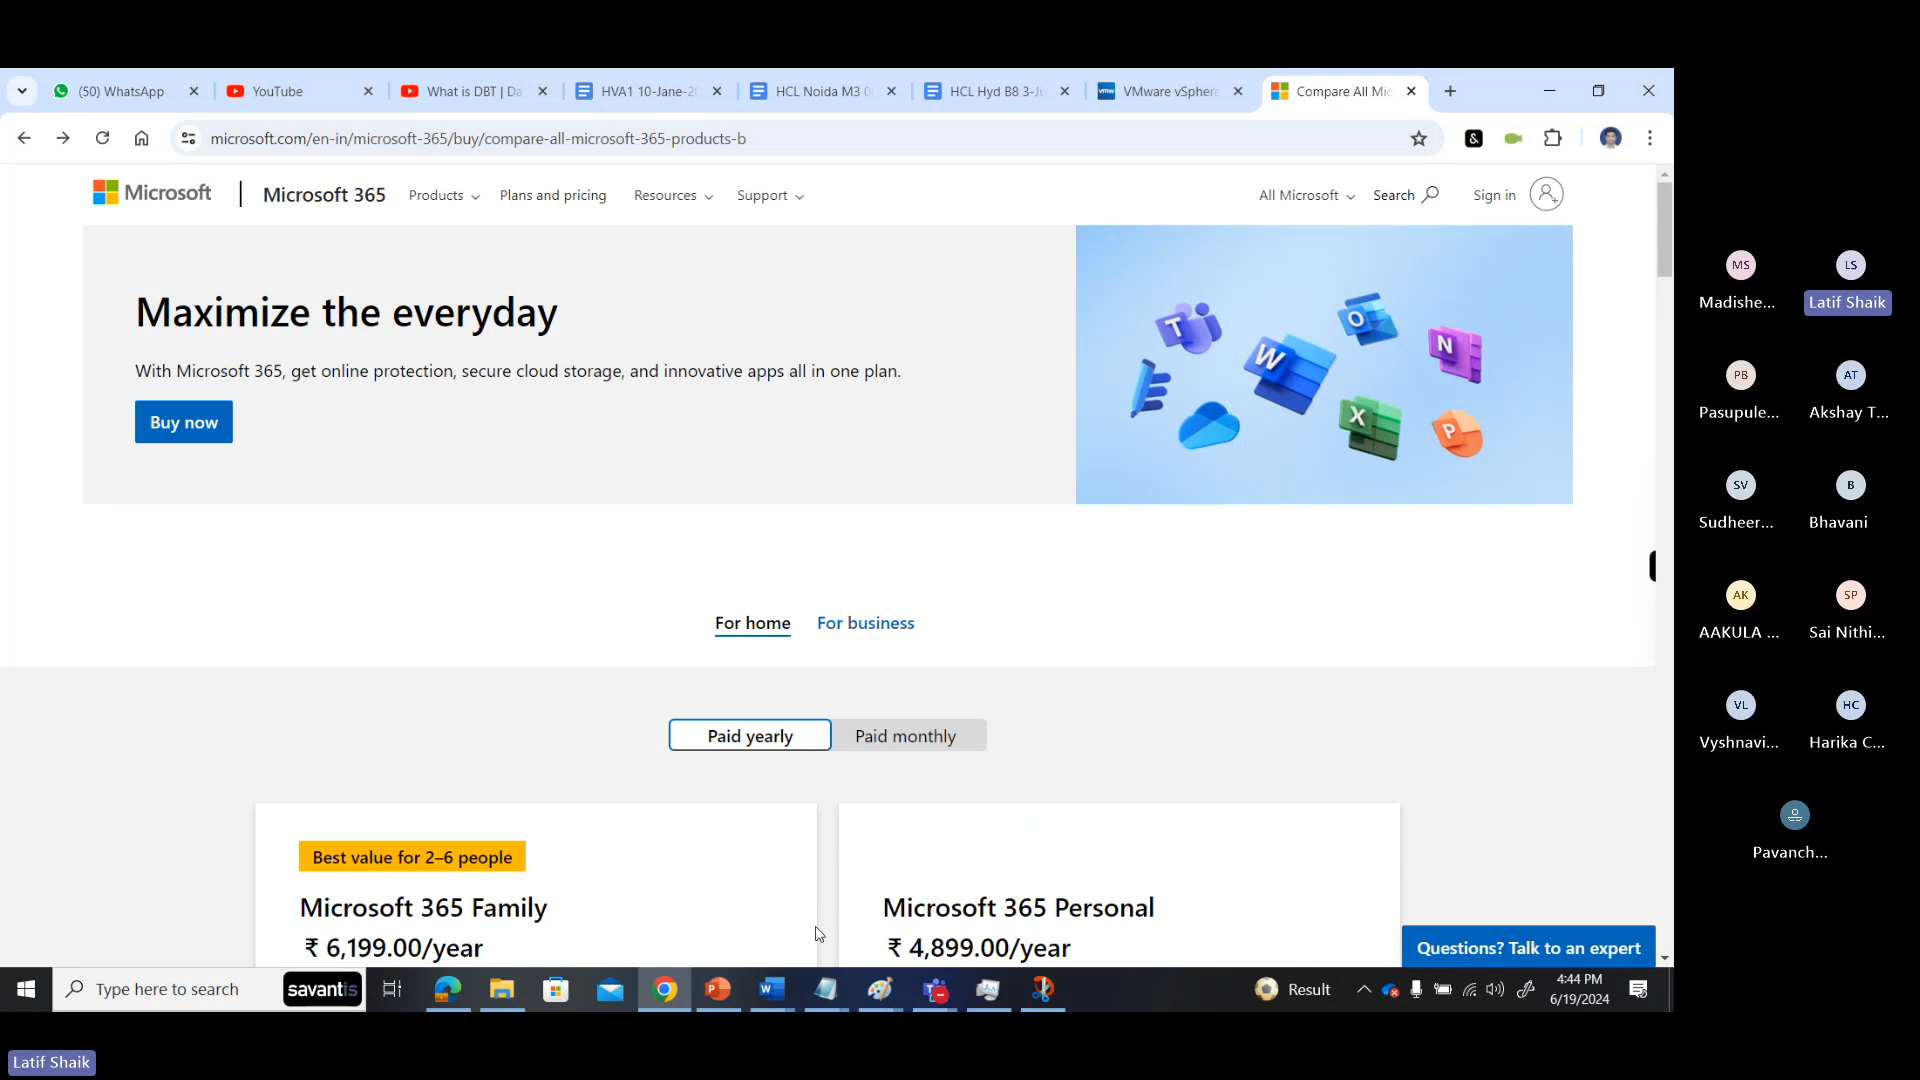 (50) WhatsApp
YouTube
What is DBT | Da
HVA1 10-Jane-20
HCL Noida M3 0
HCL Hyd B8 3-Ju
vmw
VMware vSphere
Compare All Mic
microsoft.com/en-in/microsoft-365/buy/compare-all-microsoft-365-products-b
Microsoft
Microsoft 365
Products
Plans and pricing
Resources
Support
All Microsoft
Search
Sign in
Maximize the everyday
With Microsoft 365, get online protection, secure cloud storage, and innovative apps all in one plan.
Buy now
T
W
O
N
X
P
For home
For business
Paid yearly
Paid monthly
Best value for 2–6 people
Microsoft 365 Family
₹ 6,199.00/year
Microsoft 365 Personal
₹ 4,899.00/year
Questions? Talk to an expert
Type here to search
savantis
Result
4:44 PM
6/19/2024
MS
Madishe...
LS
Latif Shaik
PB
Pasupule...
AT
Akshay T...
SV
Sudheer...
B
Bhavani
AK
AAKULA ...
SP
Sai Nithi...
VL
Vyshnavi...
HC
Harika C...
Pavanch...
Latif Shaik